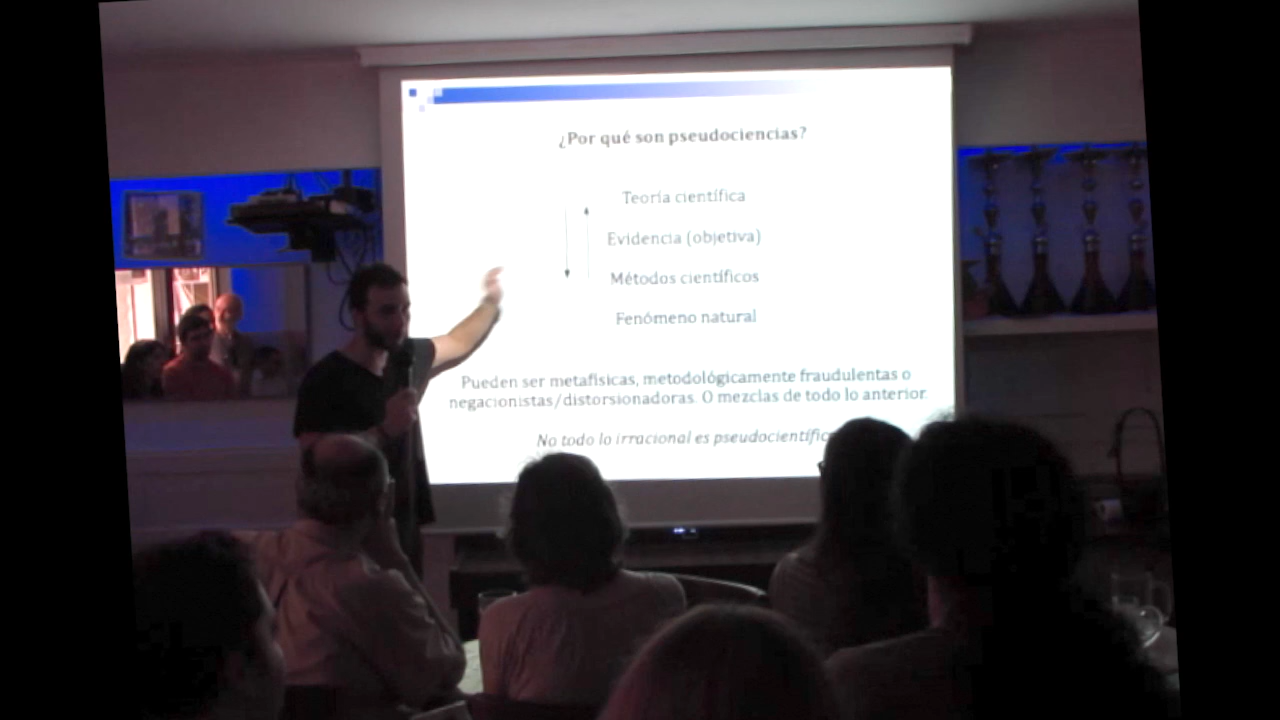 ¿Por qué son pseudociencias?
Teoría científica
Evidencia (objetiva)
Métodos científicos
Fenómeno natural
Pueden ser metafísicas, metodológicamente fraudulentas o
negacionistas/distorsionadoras. O mezclas de todo lo anterior.
No todo lo irracional es pseudocientífic